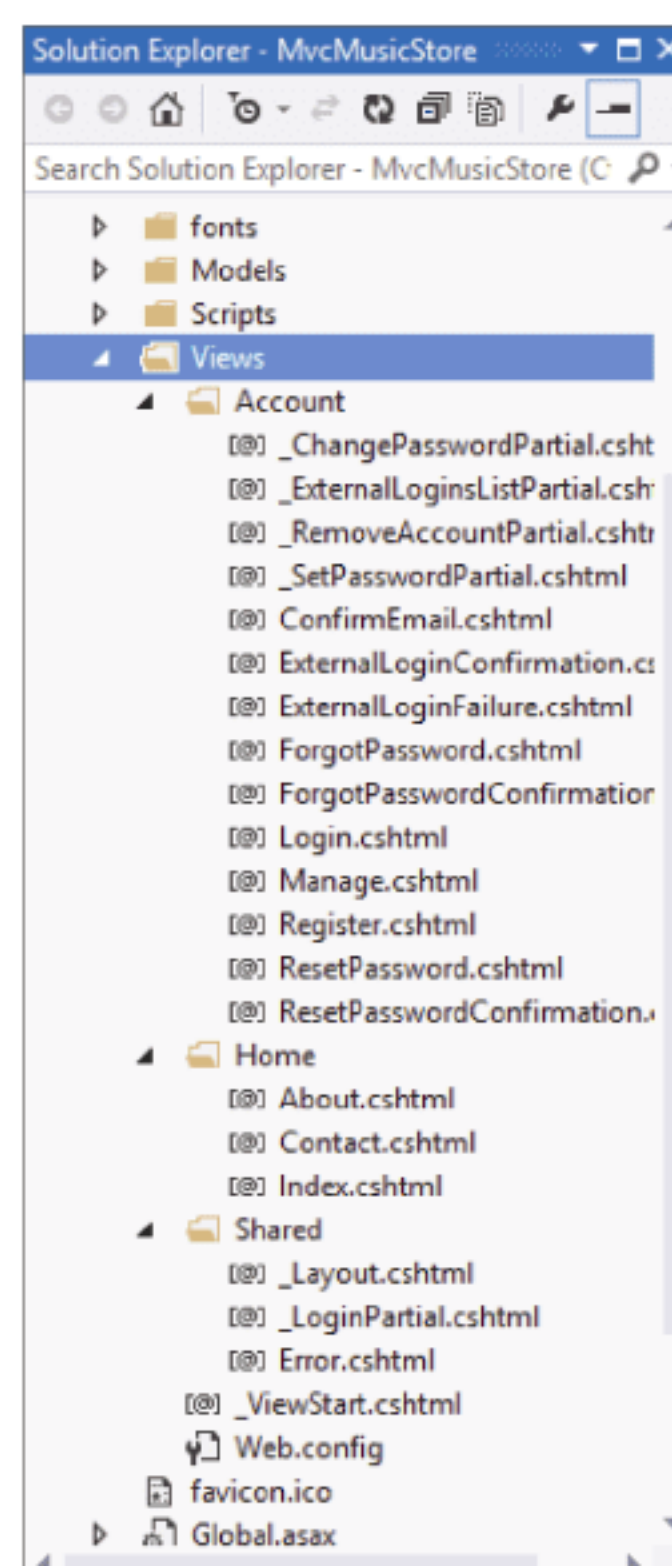 Solution Explorer - MvcMusicStore
Search Solution Explorer - MvcMusicStore (C
fonts
Models
Scripts
Views
Account
_ChangePasswordPartial.csht
_ExternalLoginsListPartial.csh
_RemoveAccountPartial.csht
_SetPasswordPartial.cshtml
ConfirmEmail.cshtml
ExternalLoginConfirmation.cs
ExternalLoginFailure.cshtml
ForgotPassword.cshtml
ForgotPasswordConfirmation
Login.cshtml
Manage.cshtml
Register.cshtml
ResetPassword.cshtml
ResetPasswordConfirmation.
Home
About.cshtml
Contact.cshtml
Index.cshtml
Shared
_Layout.cshtml
_LoginPartial.cshtml
Error.cshtml
_ViewStart.cshtml
Web.config
favicon.ico
Global.asax